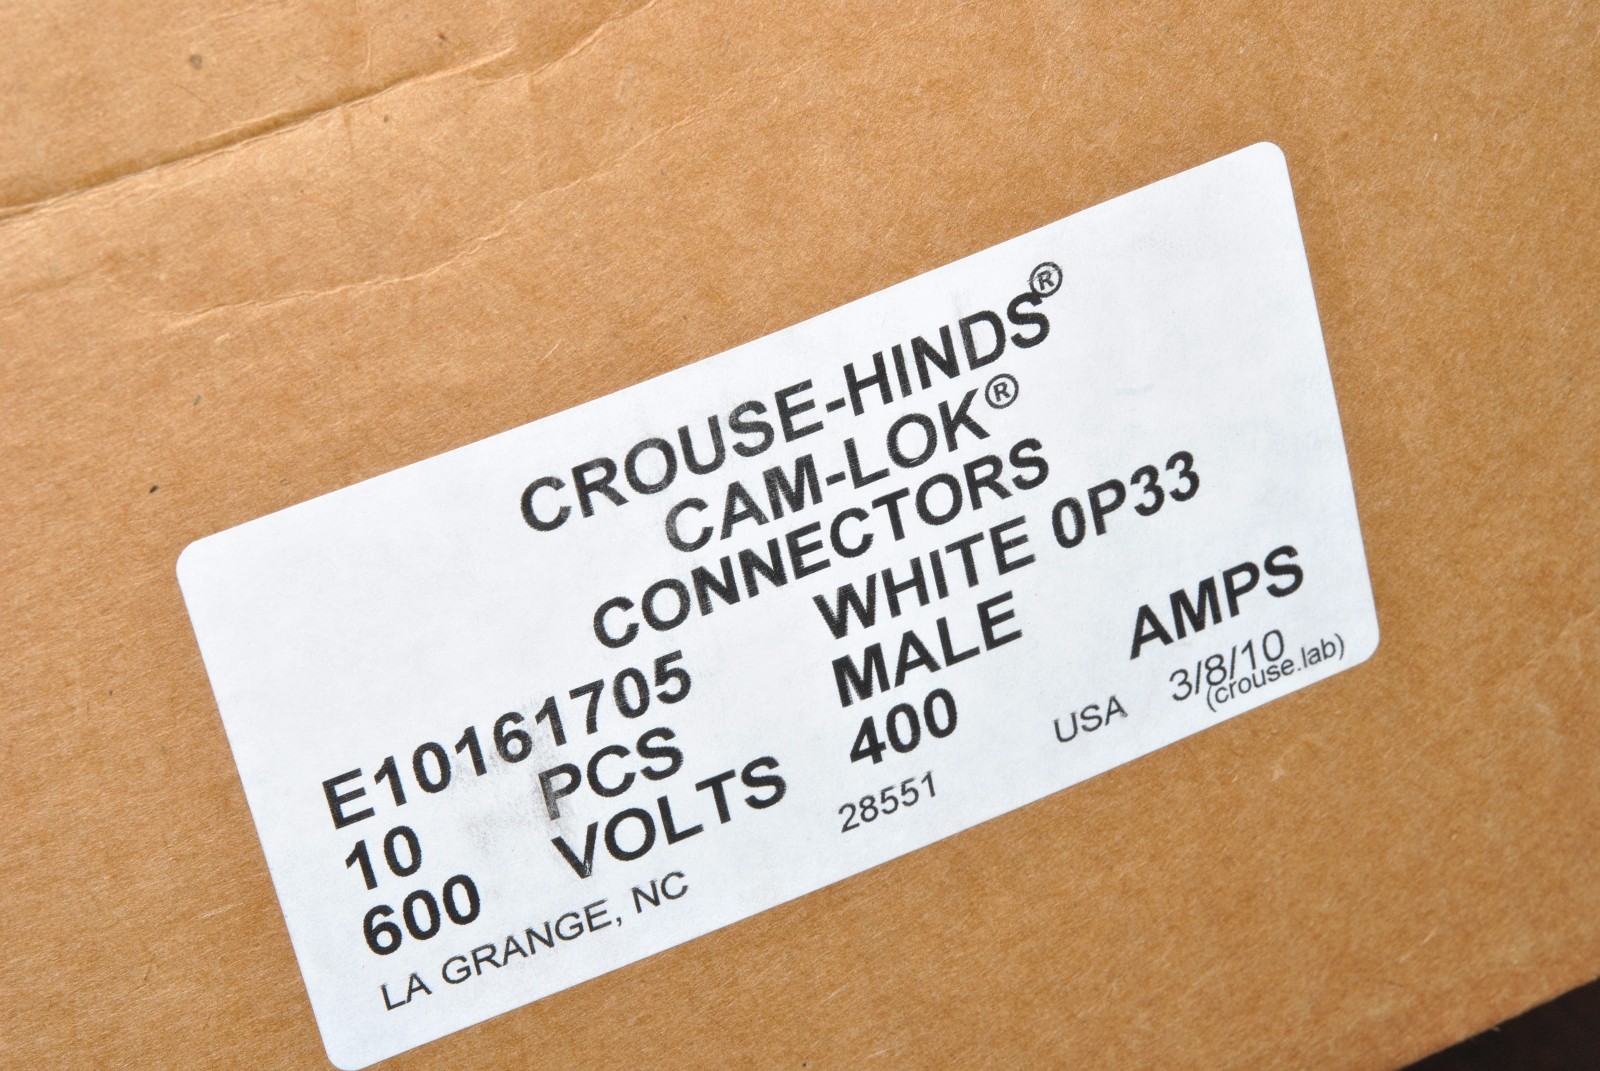 CROUSE-HINDS®
CAM-LOK®
CONNECTORS
E10161705 WHITE 0P33
10 PCS MALE
600 VOLTS 400 AMPS
LA GRANGE, NC 28551 USA 3/8/10
(crouse.lab)